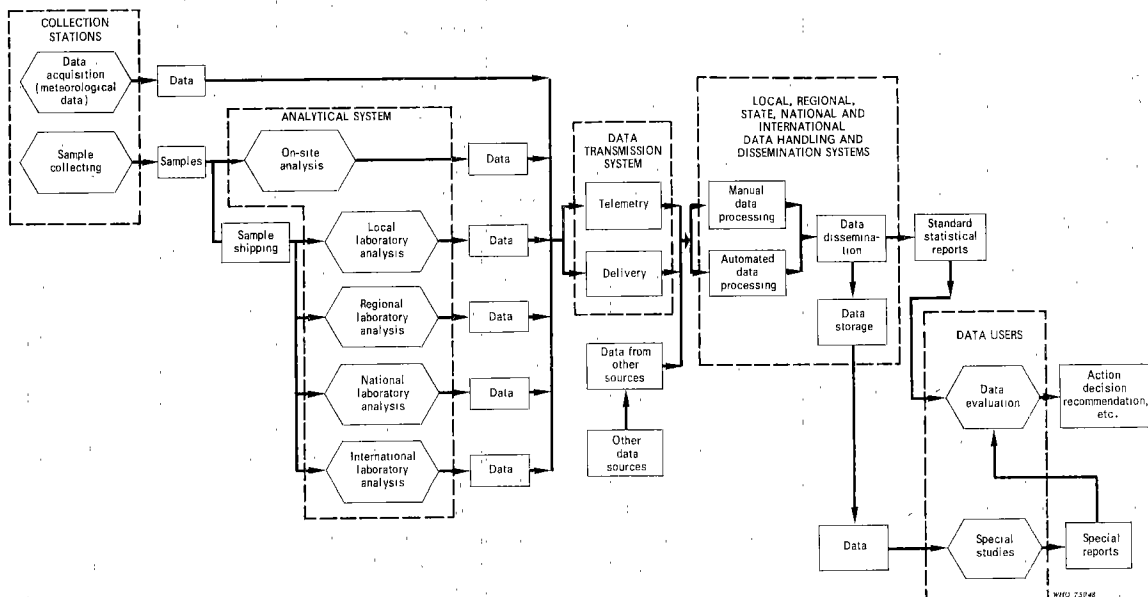 COLLECTION
STATIONS
Data
acquisition
(meteorological
data)
Data
Sample
collecting
Samples
ANALYTICAL SYSTEM
On-site
analysis
Data
Sample
shipping
Local
laboratory
analysis
Data
Regional
laboratory
analysis
Data
National
laboratory
analysis
Data
International
laboratory
analysis
Data
DATA
TRANSMISSION
SYSTEM
Telemetry
Delivery
Data from
other
sources
Other
data
sources
LOCAL, REGIONAL,
STATE, NATIONAL AND
INTERNATIONAL
DATA HANDLING AND
DISSEMINATION SYSTEMS
Manual
data
processing
Automated
data
processing
Data
dissemina-
tion
Data
storage
Standard
statistical
reports
DATA USERS
Data
evaluation
Action
decision
recommendation,
etc.
Data
Special
studies
Special
reports
WHO 75948